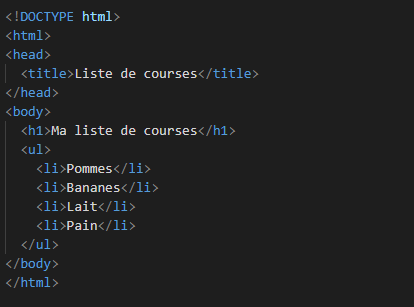 <!DOCTYPE html>
<html>
<head>
  <title>Liste de courses</title>
</head>
<body>
  <h1>Ma liste de courses</h1>
  <ul>
    <li>Pommes</li>
    <li>Bananes</li>
    <li>Lait</li>
    <li>Pain</li>
  </ul>
</body>
</html>